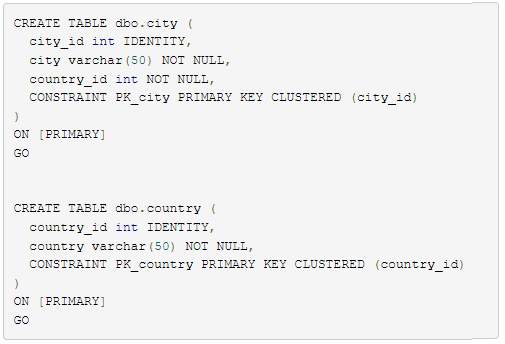 CREATE TABLE dbo.city (
city_id int IDENTITY,
city varchar(50) NOT NULL,
country_id int NOT NULL,
CONSTRAINT PK_city PRIMARY KEY CLUSTERED (city_id)
)
ON [PRIMARY]
GO
CREATE TABLE dbo.country (
country_id int IDENTITY,
country varchar(50) NOT NULL,
CONSTRAINT PK_country PRIMARY KEY CLUSTERED (country_id)
)
ON [PRIMARY]
GO